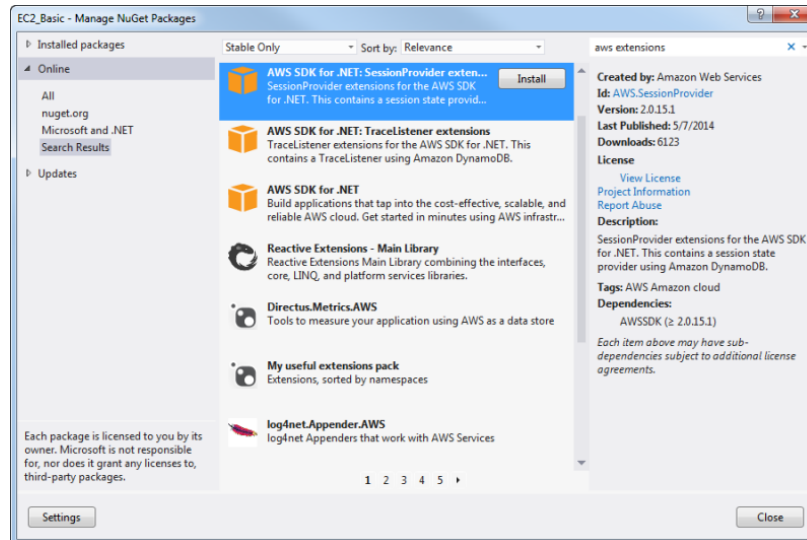 EC2_Basic - Manage NuGet Packages
Installed packages
Online
All
nuget.org
Microsoft and .NET
Search Results
Updates
Each package is licensed to you by its
owner. Microsoft is not responsible
for, nor does it grant any licenses to,
third-party packages.
Settings
Stable Only
Sort by: Relevance
AWS SDK for .NET: SessionProvider exten...
SessionProvider extensions for the AWS SDK
for .NET. This contains a session state provid...
Install
AWS SDK for .NET: TraceListener extensions
TraceListener extensions for the AWS SDK for .NET. This
contains a TraceListener using Amazon DynamoDB.
AWS SDK for .NET
Build applications that tap into the cost-effective, scalable, and
reliable AWS cloud. Get started in minutes using AWS infrastr...
Reactive Extensions - Main Library
Reactive Extensions Main Library combining the interfaces,
core, LINQ, and platform services libraries.
Directus.Metrics.AWS
Tools to measure your application using AWS as a data store
My useful extensions pack
Extensions, sorted by namespaces
log4net.Appender.AWS
log4net Appenders that work with AWS Services
1 2 3 4 5
aws extensions
Created by: Amazon Web Services
Id: AWS.SessionProvider
Version: 2.0.15.1
Last Published: 5/7/2014
Downloads: 6123
License
View License
Project Information
Report Abuse
Description:
SessionProvider extensions for the AWS SDK
for .NET. This contains a session state
provider using Amazon DynamoDB.
Tags: AWS Amazon cloud
Dependencies:
AWSSDK (≥ 2.0.15.1)
Each item above may have sub-
dependencies subject to additional license
agreements.
Close